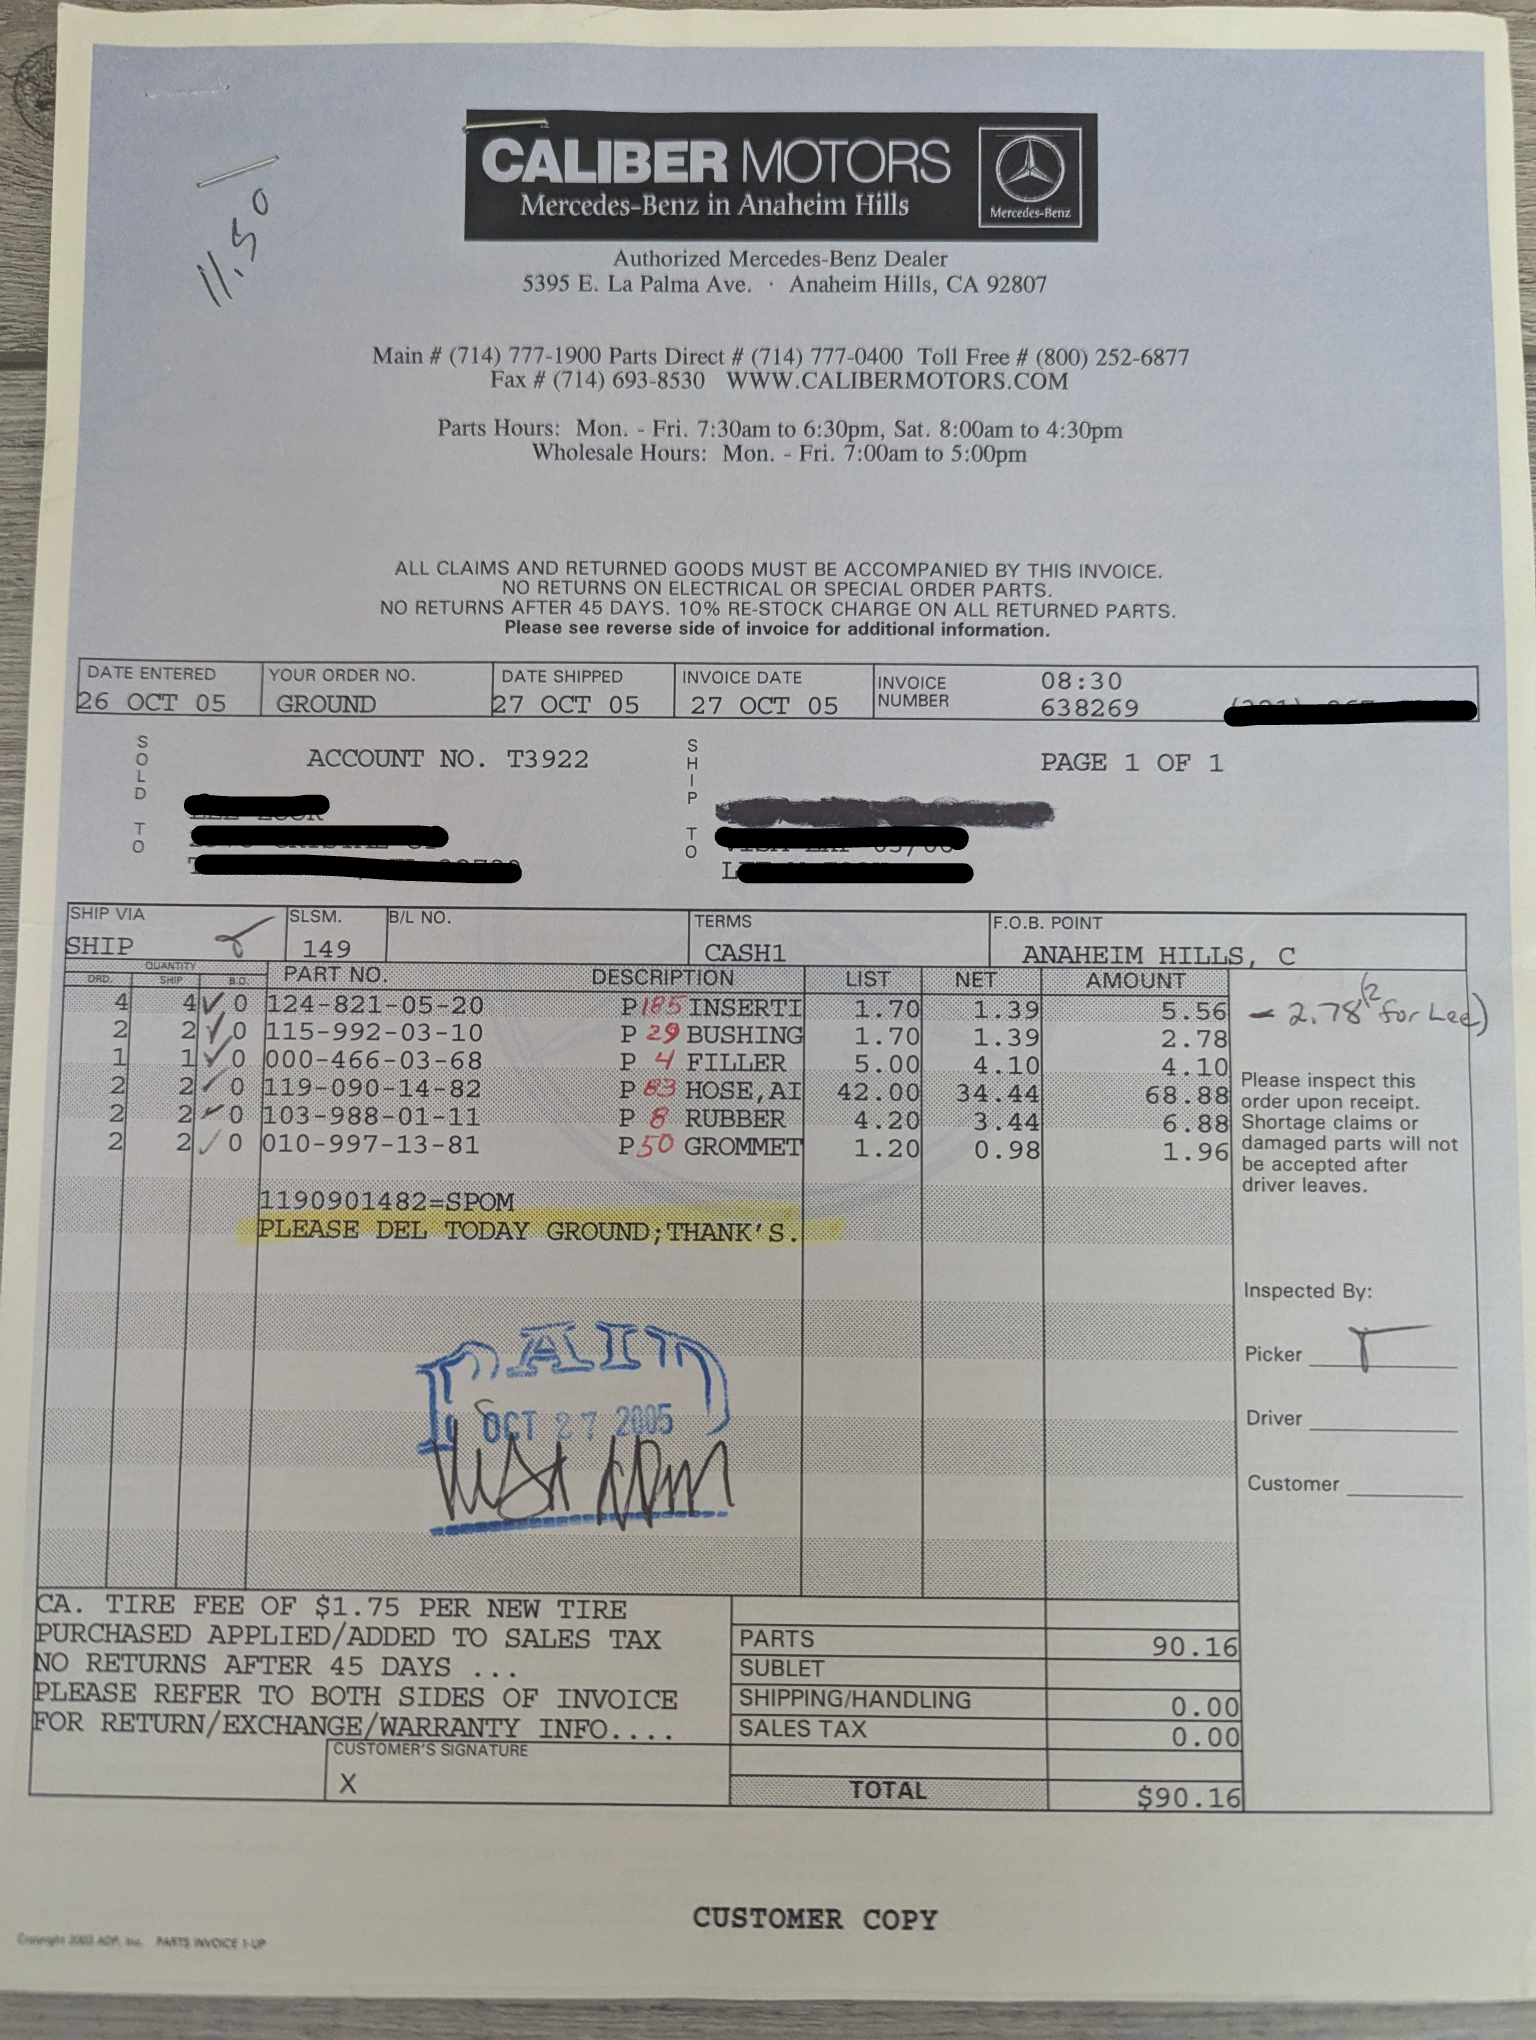 CALIBER MOTORS
Mercedes-Benz in Anaheim Hills
Mercedes-Benz
11.50
Authorized Mercedes-Benz Dealer
5395 E. La Palma Ave. · Anaheim Hills, CA 92807
Main # (714) 777-1900 Parts Direct # (714) 777-0400 Toll Free # (800) 252-6877
Fax # (714) 693-8530 WWW.CALIBERMOTORS.COM
Parts Hours: Mon. - Fri. 7:30am to 6:30pm, Sat. 8:00am to 4:30pm
Wholesale Hours: Mon. - Fri. 7:00am to 5:00pm
ALL CLAIMS AND RETURNED GOODS MUST BE ACCOMPANIED BY THIS INVOICE.
NO RETURNS ON ELECTRICAL OR SPECIAL ORDER PARTS.
NO RETURNS AFTER 45 DAYS. 10% RE-STOCK CHARGE ON ALL RETURNED PARTS.
Please see reverse side of invoice for additional information.
DATE ENTERED YOUR ORDER NO. DATE SHIPPED INVOICE DATE INVOICE NUMBER 08:30
26 OCT 05 GROUND 27 OCT 05 27 OCT 05 638269
SOLD TO ACCOUNT NO. T3922 SHIP TO PAGE 1 OF 1
SHIP VIA SLSM. B/L NO. TERMS F.O.B. POINT
SHIP 149 CASH1 ANAHEIM HILLS, C
QUANTITY
ORD. SHIP B.O. PART NO. DESCRIPTION LIST NET AMOUNT
4 4 0 124-821-05-20 P 185 INSERTI 1.70 1.39 5.56 - 2.78 (2 for Lee)
2 2 0 115-992-03-10 P 29 BUSHING 1.70 1.39 2.78
1 1 0 000-466-03-68 P 4 FILLER 5.00 4.10 4.10
2 2 0 119-090-14-82 P 83 HOSE,AI 42.00 34.44 68.88
2 2 0 103-988-01-11 P 8 RUBBER 4.20 3.44 6.88
2 2 0 010-997-13-81 P 50 GROMMET 1.20 0.98 1.96
Please inspect this
order upon receipt.
Shortage claims or
damaged parts will not
be accepted after
driver leaves.
1190901482=SPOM
PLEASE DEL TODAY GROUND;THANK'S.
Inspected By:
Picker
Driver
Customer
OCT 27 2005
CA. TIRE FEE OF $1.75 PER NEW TIRE
PURCHASED APPLIED/ADDED TO SALES TAX
NO RETURNS AFTER 45 DAYS ...
PLEASE REFER TO BOTH SIDES OF INVOICE
FOR RETURN/EXCHANGE/WARRANTY INFO....
PARTS 90.16
SUBLET
SHIPPING/HANDLING 0.00
SALES TAX 0.00
CUSTOMER'S SIGNATURE
X
TOTAL $90.16
CUSTOMER COPY
Copyright 2003 ADP, Inc. PARTS INVOICE 1-UP